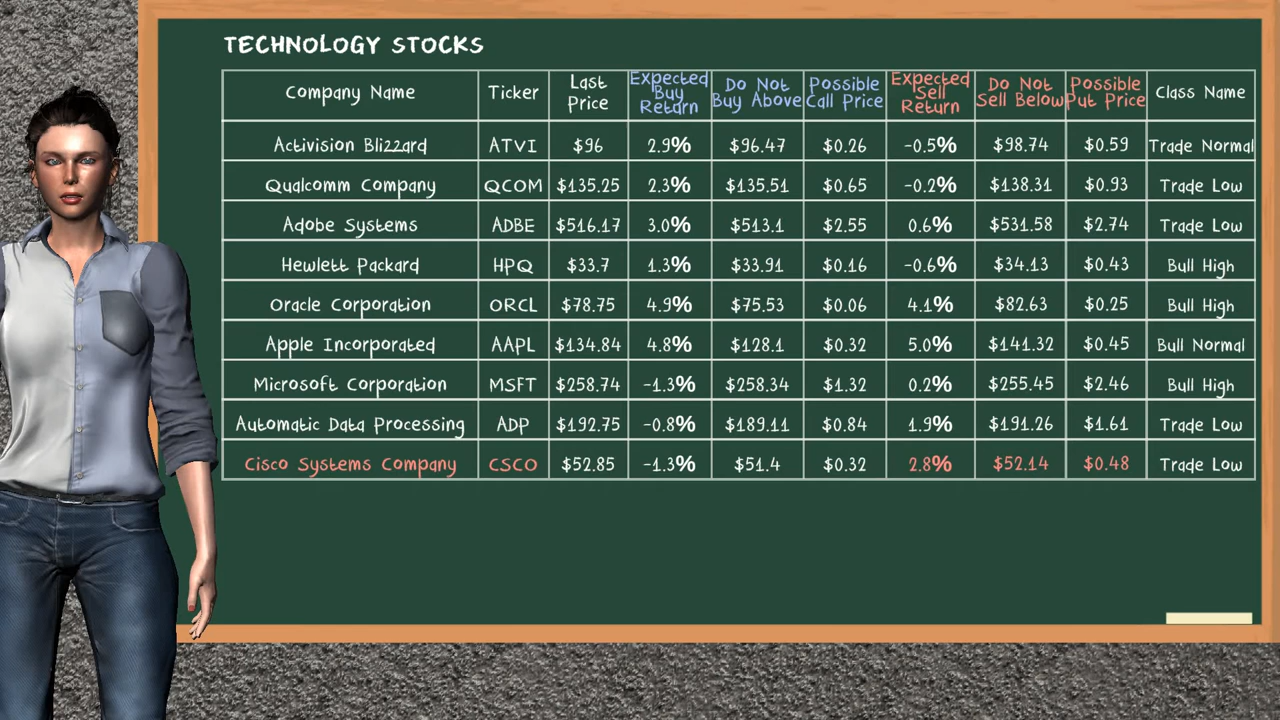 TECHNOLOGY STOCKS
Company Name Ticker Last Price Expected Buy Return Do Not Buy Above Possible Call Price Expected Sell Return Do Not Sell Below Possible Put Price Class Name
Activision Blizzard ATVI $96 2.9% $96.47 $0.26 -0.5% $98.74 $0.59 Trade Normal
Qualcomm Company QCOM $135.25 2.3% $135.51 $0.65 -0.2% $138.31 $0.93 Trade Low
Adobe Systems ADBE $516.17 3.0% $513.1 $2.55 0.6% $531.58 $2.74 Trade Low
Hewlett Packard HPQ $33.7 1.3% $33.91 $0.16 -0.6% $34.13 $0.43 Bull High
Oracle Corporation ORCL $78.75 4.9% $75.53 $0.06 4.1% $82.63 $0.25 Bull High
Apple Incorporated AAPL $134.84 4.8% $128.1 $0.32 5.0% $141.32 $0.45 Bull Normal
Microsoft Corporation MSFT $258.74 -1.3% $258.34 $1.32 0.2% $255.45 $2.46 Bull High
Automatic Data Processing ADP $192.75 -0.8% $189.11 $0.84 1.9% $191.26 $1.61 Trade Low
Cisco Systems Company CSCO $52.85 -1.3% $51.4 $0.32 2.8% $52.14 $0.48 Trade Low